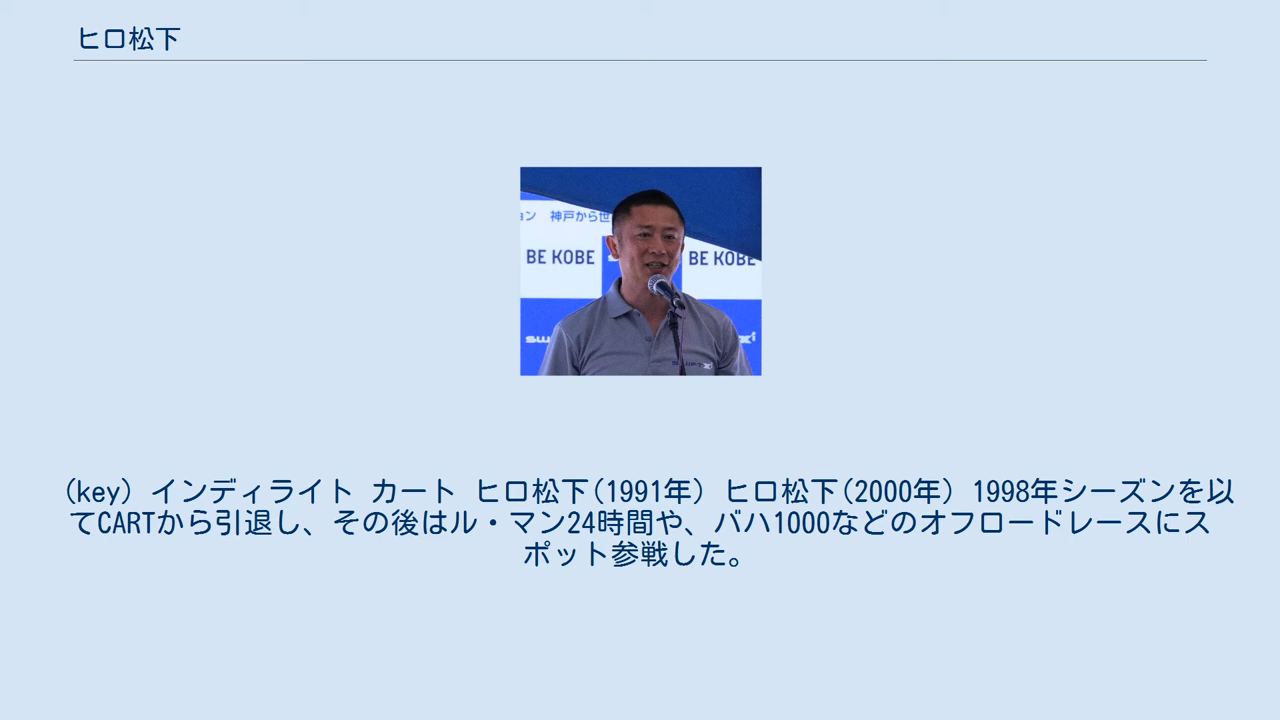 ヒロ松下
ョン 神戸から世
BE KOBE
BE KOBE
(key) インディライト カート ヒロ松下(1991年) ヒロ松下(2000年) 1998年シーズンを以
てCARTから引退し、その後はル・マン24時間や、バハ1000などのオフロードレースにス
ポット参戦した。